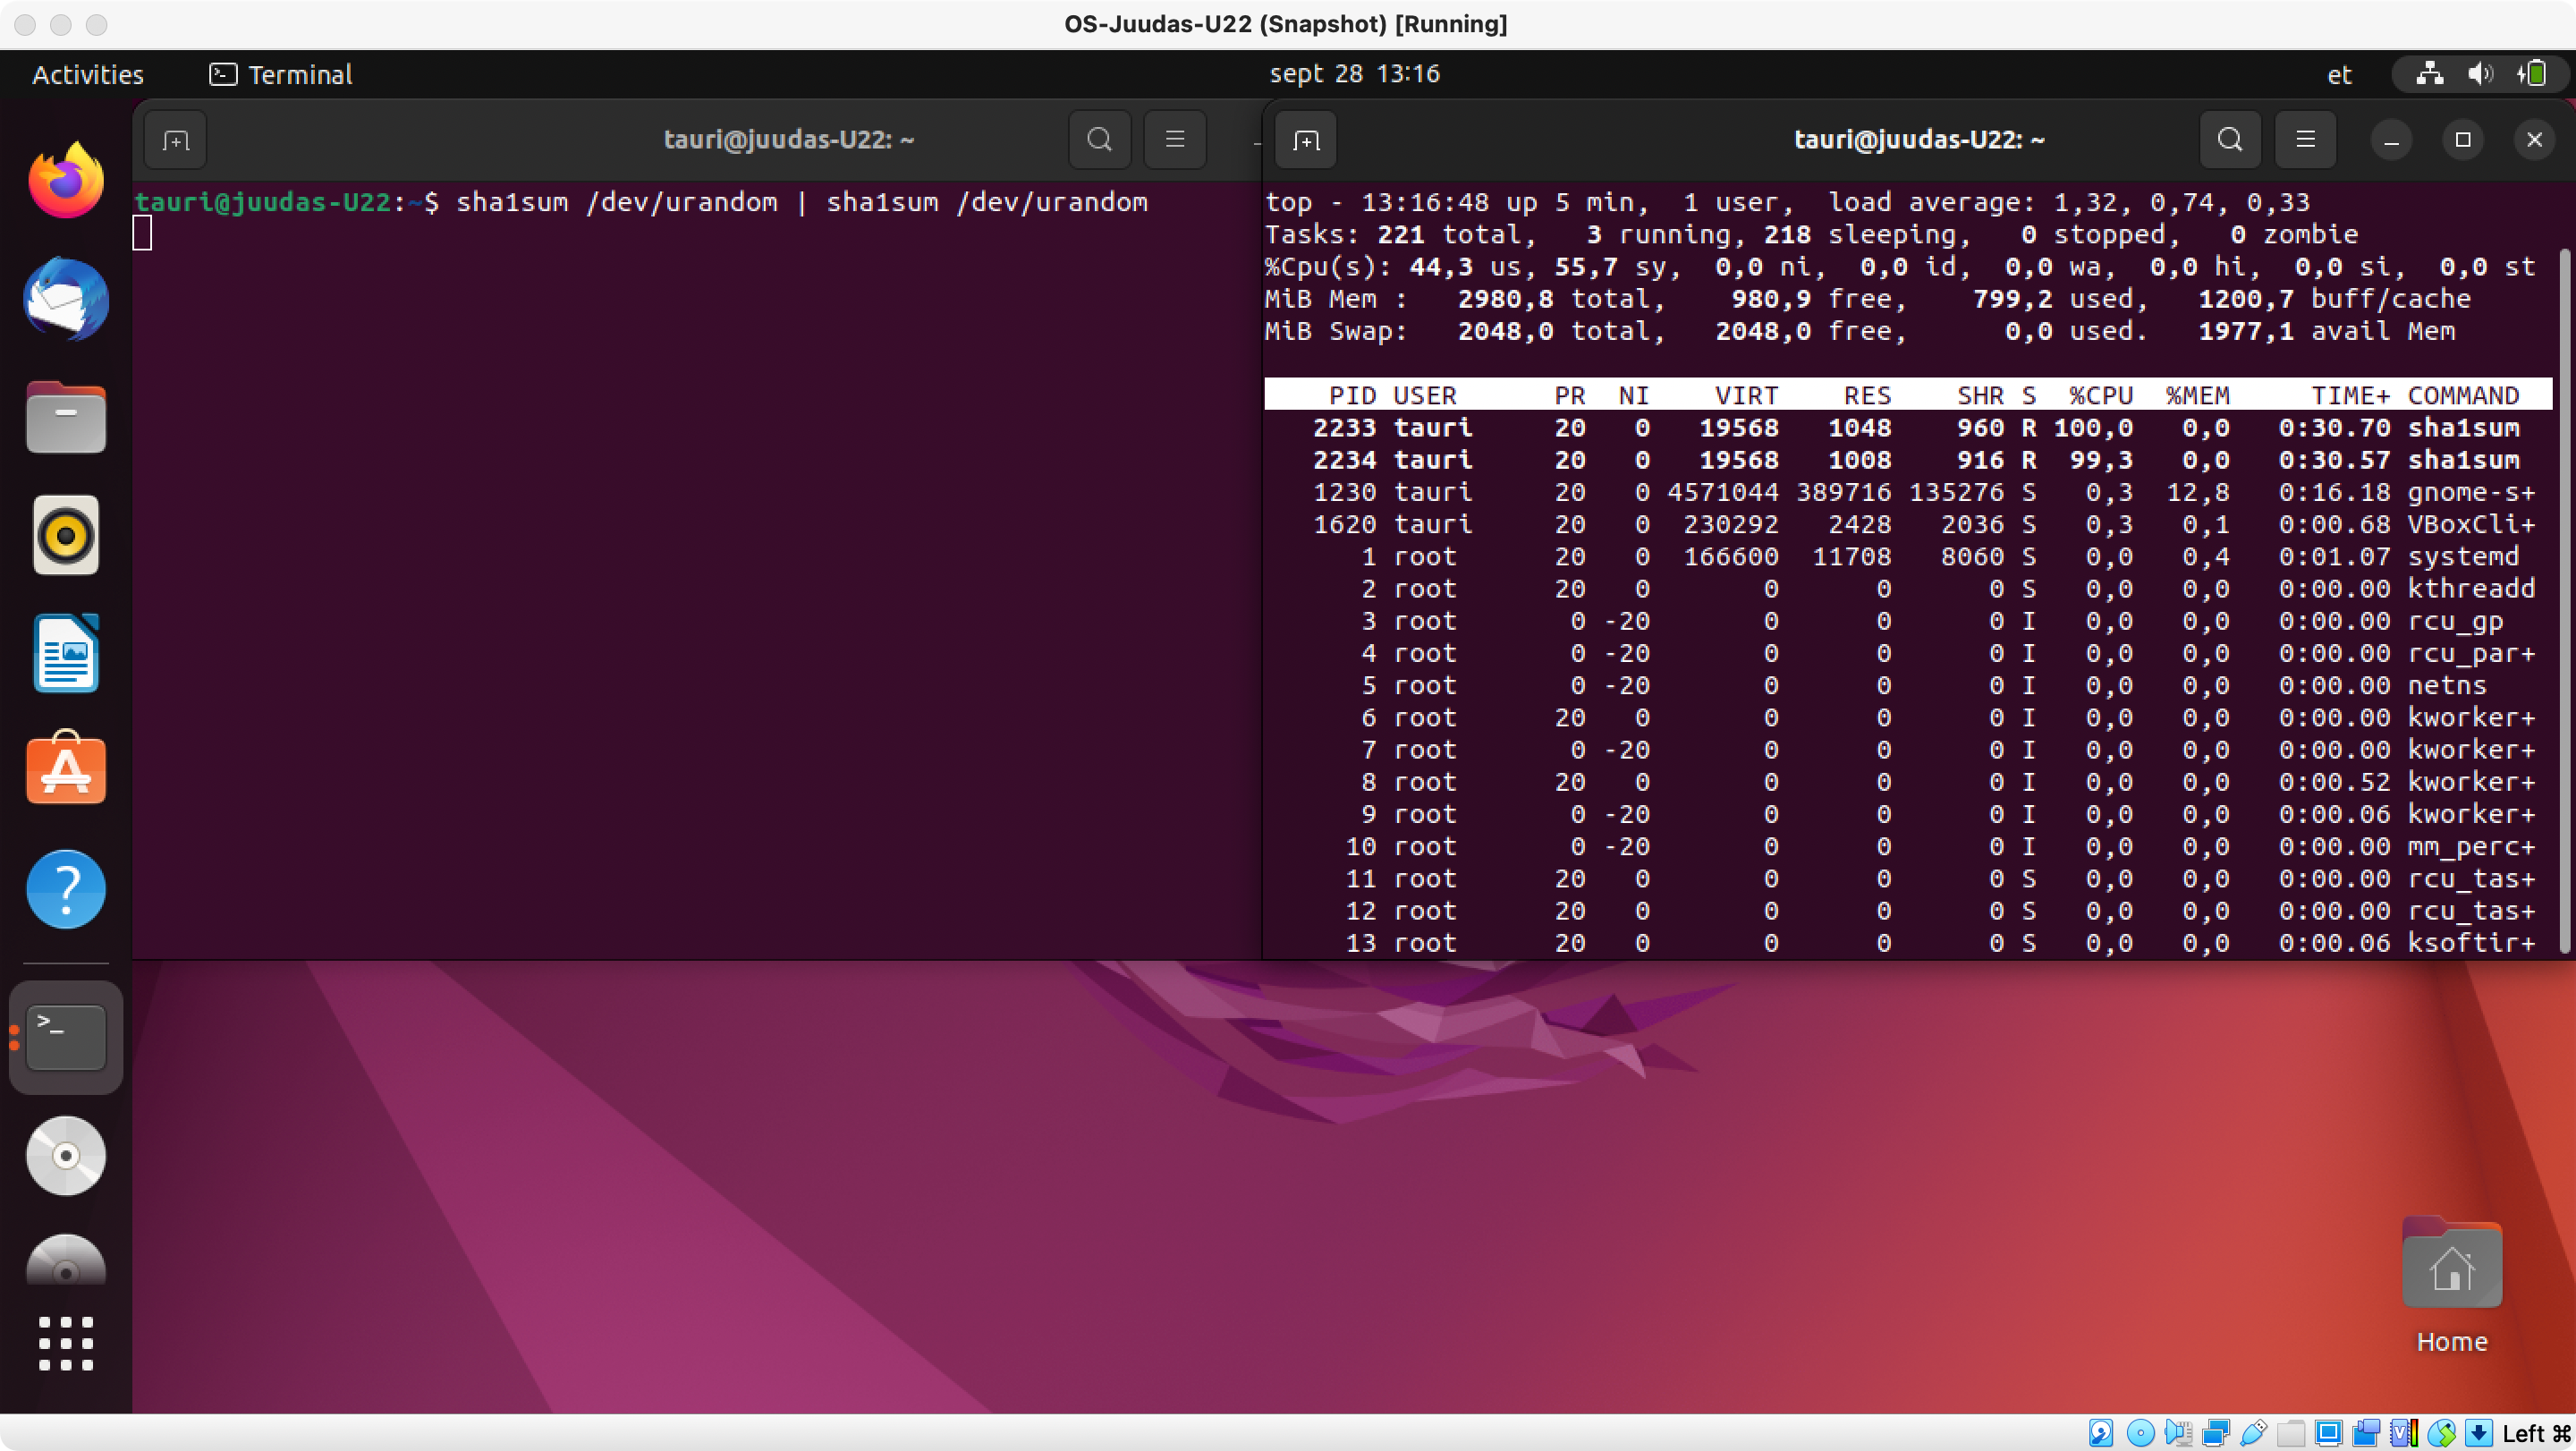 OS-Juudas-U22 (Snapshot) [Running]
Activities Terminal sept 28 13:16 et
tauri@juudas-U22: ~
tauri@juudas-U22:~$ sha1sum /dev/urandom | sha1sum /dev/urandom
tauri@juudas-U22: ~
top - 13:16:48 up 5 min, 1 user, load average: 1,32, 0,74, 0,33
Tasks: 221 total, 3 running, 218 sleeping, 0 stopped, 0 zombie
%Cpu(s): 44,3 us, 55,7 sy, 0,0 ni, 0,0 id, 0,0 wa, 0,0 hi, 0,0 si, 0,0 st
MiB Mem : 2980,8 total, 980,9 free, 799,2 used, 1200,7 buff/cache
MiB Swap: 2048,0 total, 2048,0 free, 0,0 used. 1977,1 avail Mem
PID USER PR NI VIRT RES SHR S %CPU %MEM TIME+ COMMAND
2233 tauri 20 0 19568 1048 960 R 100,0 0,0 0:30.70 sha1sum
2234 tauri 20 0 19568 1008 916 R 99,3 0,0 0:30.57 sha1sum
1230 tauri 20 0 4571044 389716 135276 S 0,3 12,8 0:16.18 gnome-s+
1620 tauri 20 0 230292 2428 2036 S 0,3 0,1 0:00.68 VBoxCli+
1 root 20 0 166600 11708 8060 S 0,0 0,4 0:01.07 systemd
2 root 20 0 0 0 0 S 0,0 0,0 0:00.00 kthreadd
3 root 0 -20 0 0 0 I 0,0 0,0 0:00.00 rcu_gp
4 root 0 -20 0 0 0 I 0,0 0,0 0:00.00 rcu_par+
5 root 0 -20 0 0 0 I 0,0 0,0 0:00.00 netns
6 root 20 0 0 0 0 I 0,0 0,0 0:00.00 kworker+
7 root 0 -20 0 0 0 I 0,0 0,0 0:00.00 kworker+
8 root 20 0 0 0 0 I 0,0 0,0 0:00.52 kworker+
9 root 0 -20 0 0 0 I 0,0 0,0 0:00.06 kworker+
10 root 0 -20 0 0 0 I 0,0 0,0 0:00.00 mm_perc+
11 root 20 0 0 0 0 S 0,0 0,0 0:00.00 rcu_tas+
12 root 20 0 0 0 0 S 0,0 0,0 0:00.00 rcu_tas+
13 root 20 0 0 0 0 S 0,0 0,0 0:00.06 ksoftir+
Home
Left ⌘